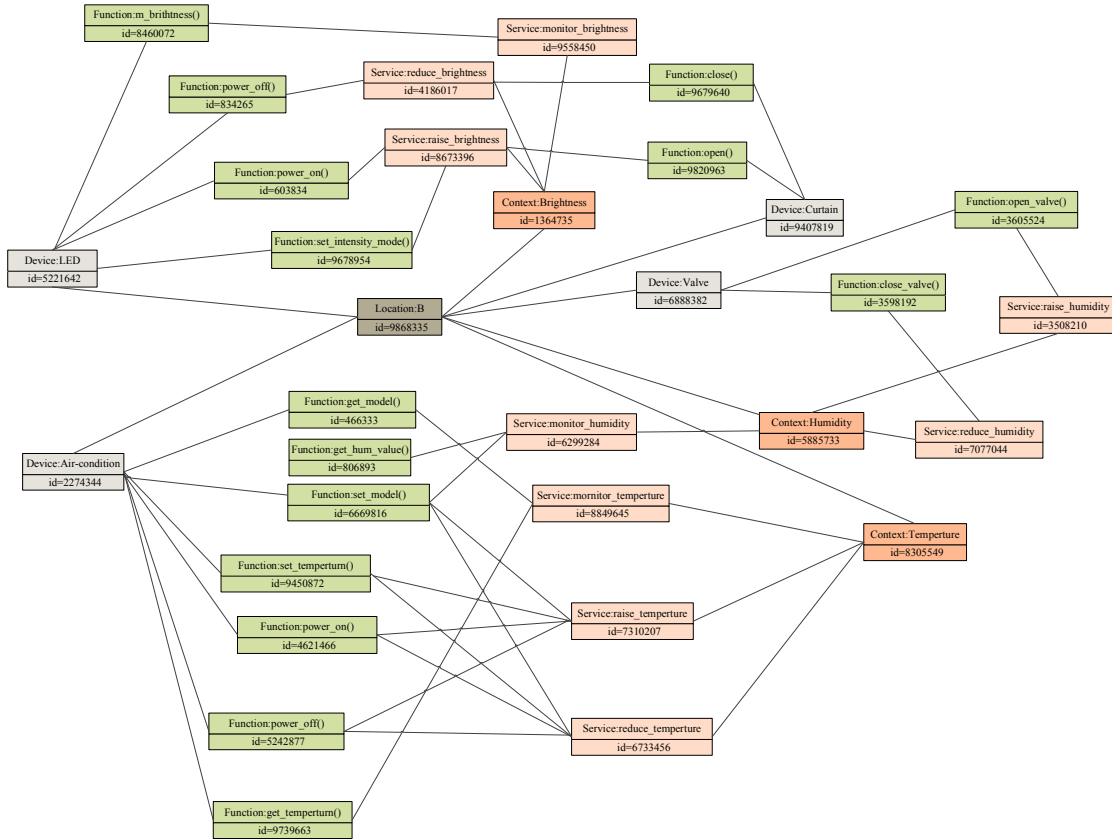 Function:m_brithtness()
id=8460072
Service:monitor_brightness
id=9558450
Service:reduce_brightness
id=4186017
Function:close()
id=9679640
Function:power_off()
id=834265
Service:raise_brightness
id=8673396
Function:open()
id=9820963
Function:power_on()
id=603834
Context:Brightness
id=1364735
Device:Curtain
id=9407819
Function:open_valve()
id=3605524
Function:set_intensity_mode()
id=9678954
Device:LED
id=5221642
Device:Valve
id=6888382
Function:close_valve()
id=3598192
Location:B
id=9868335
Service:raise_humidity
id=3508210
Function:get_model()
id=466333
Service:monitor_humidity
id=6299284
Context:Humidity
id=5885733
Service:reduce_humidity
id=7077044
Function:get_hum_value()
id=806893
Device:Air-condition
id=2274344
Function:set_model()
id=6669816
Service:mornitor_temperture
id=8849645
Context:Temperture
id=8305549
Function:set_temperturn()
id=9450872
Service:raise_temperture
id=7310207
Function:power_on()
id=4621466
Function:power_off()
id=5242877
Service:reduce_temperture
id=6733456
Function:get_temperturn()
id=9739663